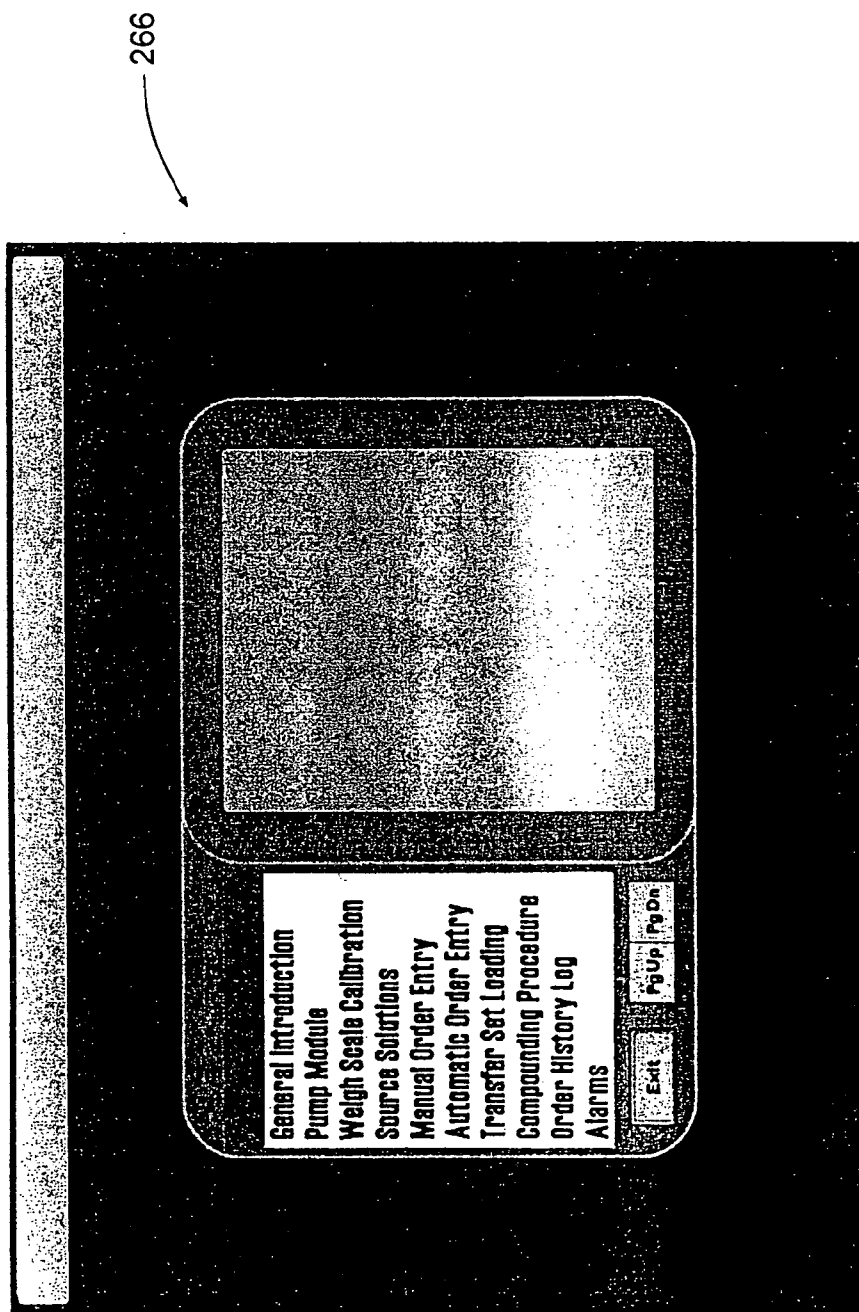 266
General Introduction
Pump Module
Weigh Scale Calibration
Source Solutions
Manual Order Entry
Automatic Order Entry
Transfer Set Loading
Compounding Procedure
Order History Log
Alarms
Exit
PgUp
PgDn